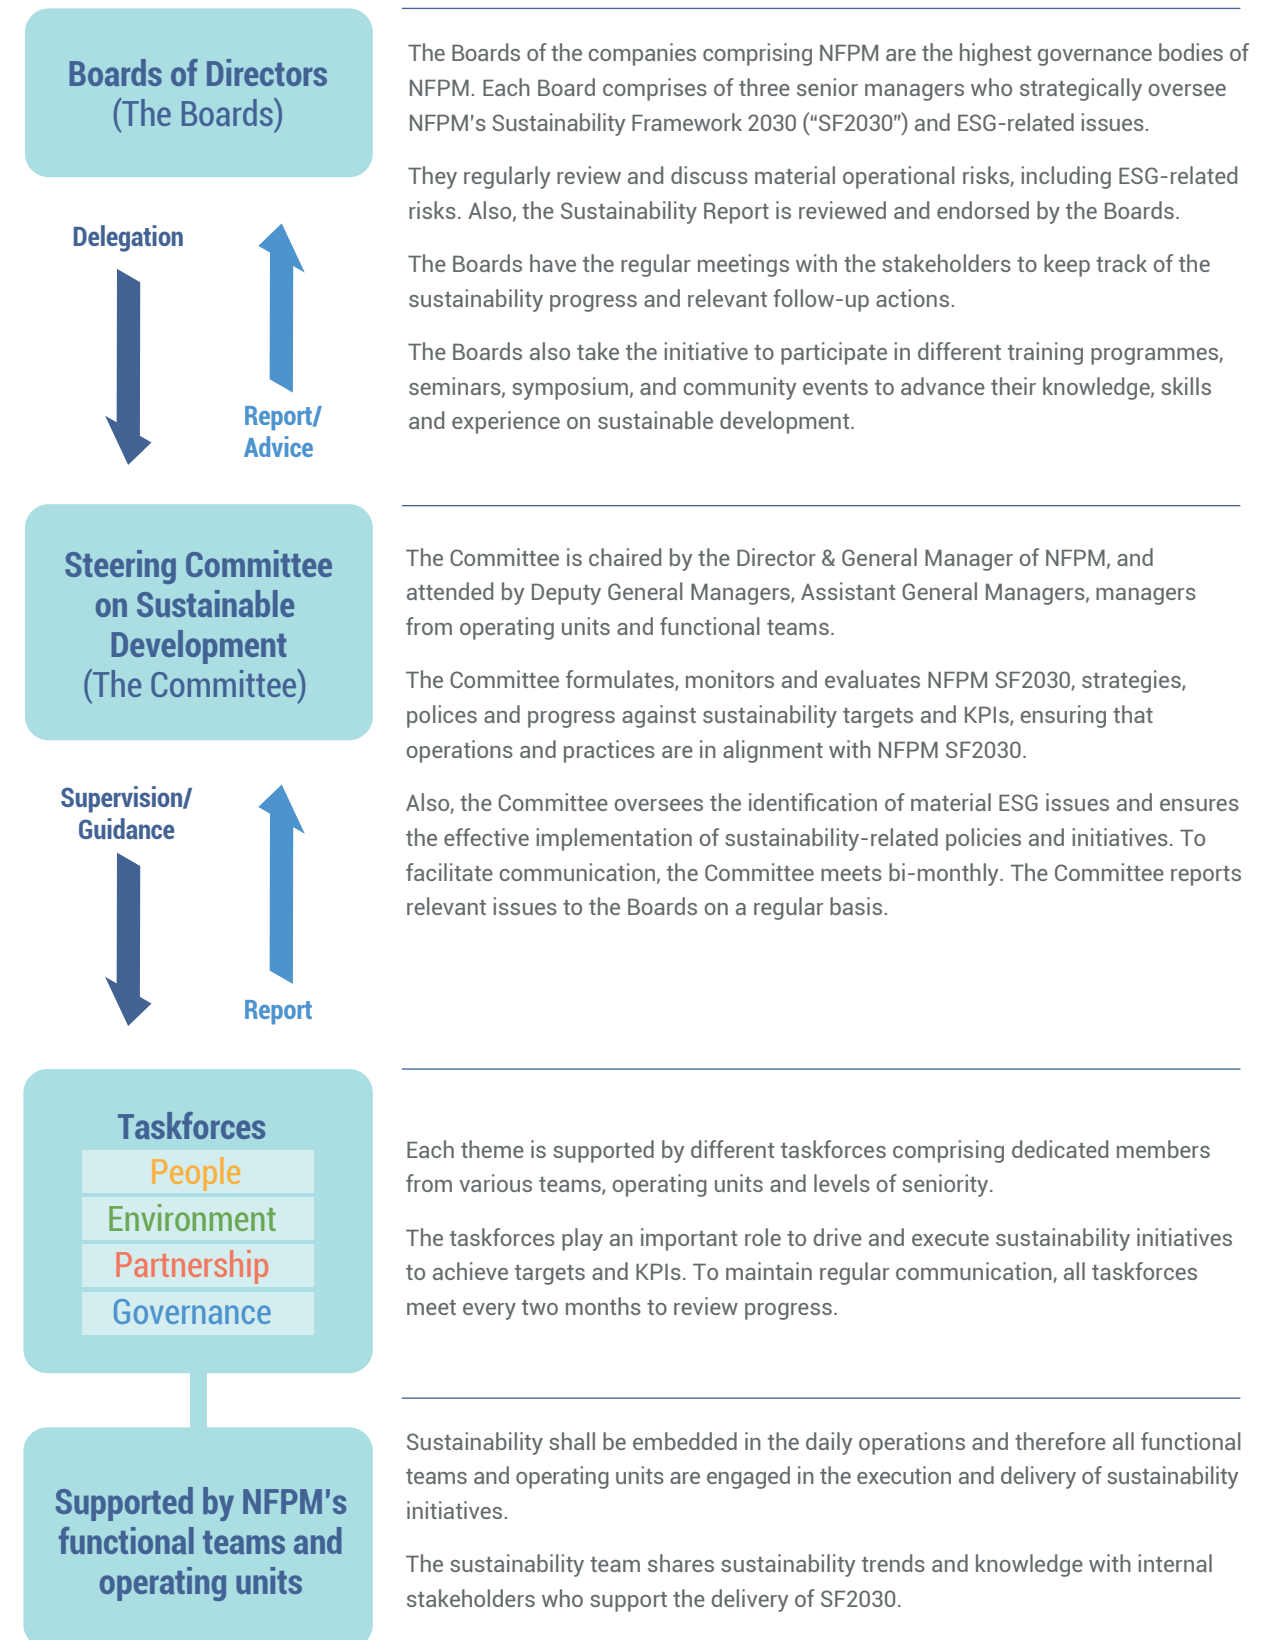 Boards of Directors
(The Boards)
The Boards of the companies comprising NFPM are the highest governance bodies of
NFPM. Each Board comprises of three senior managers who strategically oversee
NFPM's Sustainability Framework 2030 (“SF2030”) and ESG-related issues.
They regularly review and discuss material operational risks, including ESG-related
risks. Also, the Sustainability Report is reviewed and endorsed by the Boards.
The Boards have the regular meetings with the stakeholders to keep track of the
sustainability progress and relevant follow-up actions.
The Boards also take the initiative to participate in different training programmes,
seminars, symposium, and community events to advance their knowledge, skills
and experience on sustainable development.
Delegation
Report/
Advice
Steering Committee
on Sustainable
Development
(The Committee)
The Committee is chaired by the Director & General Manager of NFPM, and
attended by Deputy General Managers, Assistant General Managers, managers
from operating units and functional teams.
The Committee formulates, monitors and evaluates NFPM SF2030, strategies,
polices and progress against sustainability targets and KPIs, ensuring that
operations and practices are in alignment with NFPM SF2030.
Also, the Committee oversees the identification of material ESG issues and ensures
the effective implementation of sustainability-related policies and initiatives. To
facilitate communication, the Committee meets bi-monthly. The Committee reports
relevant issues to the Boards on a regular basis.
Supervision/
Guidance
Report
Taskforces
People
Environment
Partnership
Governance
Each theme is supported by different taskforces comprising dedicated members
from various teams, operating units and levels of seniority.
The taskforces play an important role to drive and execute sustainability initiatives
to achieve targets and KPIs. To maintain regular communication, all taskforces
meet every two months to review progress.
Supported by NFPM's
functional teams and
operating units
Sustainability shall be embedded in the daily operations and therefore all functional
teams and operating units are engaged in the execution and delivery of sustainability
initiatives.
The sustainability team shares sustainability trends and knowledge with internal
stakeholders who support the delivery of SF2030.